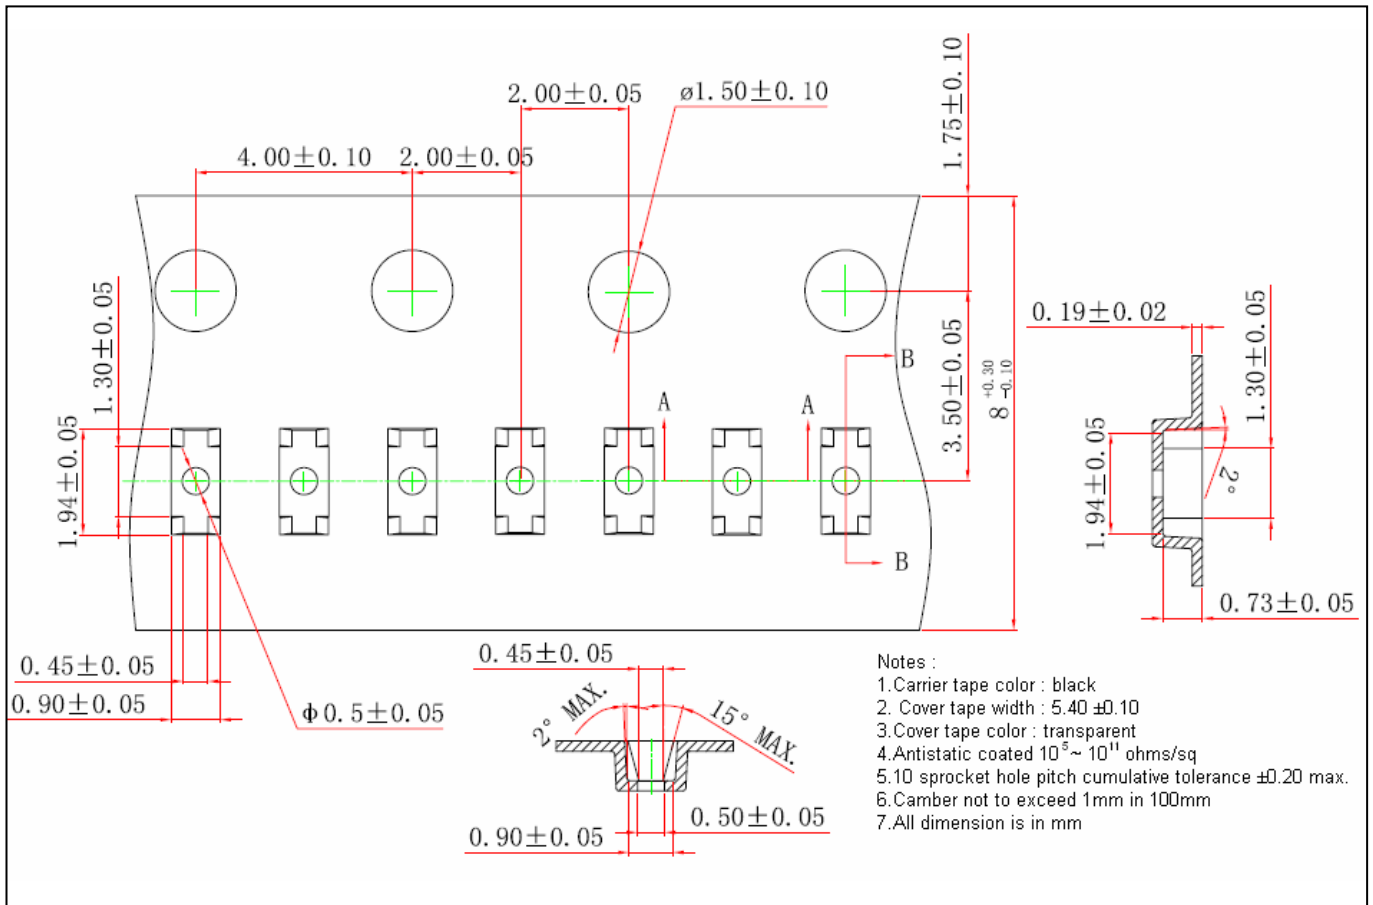 1.75±0.10
2.00±0.05
ø1.50±0.10
4.00±0.10
2.00±0.05
1.30±0.05
1.94±0.05
A
A
B
B
3.50±0.05
8 +0.30 -0.10
0.19±0.02
1.30±0.05
1.94±0.05
2°
0.73±0.05
0.45±0.05
0.90±0.05
Φ0.5±0.05
0.45±0.05
2° MAX.
15° MAX.
0.50±0.05
0.90±0.05
Notes :
1.Carrier tape color : black
2. Cover tape width : 5.40 ±0.10
3.Cover tape color : transparent
4.Antistatic coated 10⁵~ 10¹¹ ohms/sq
5.10 sprocket hole pitch cumulative tolerance ±0.20 max.
6.Camber not to exceed 1mm in 100mm
7.All dimension is in mm